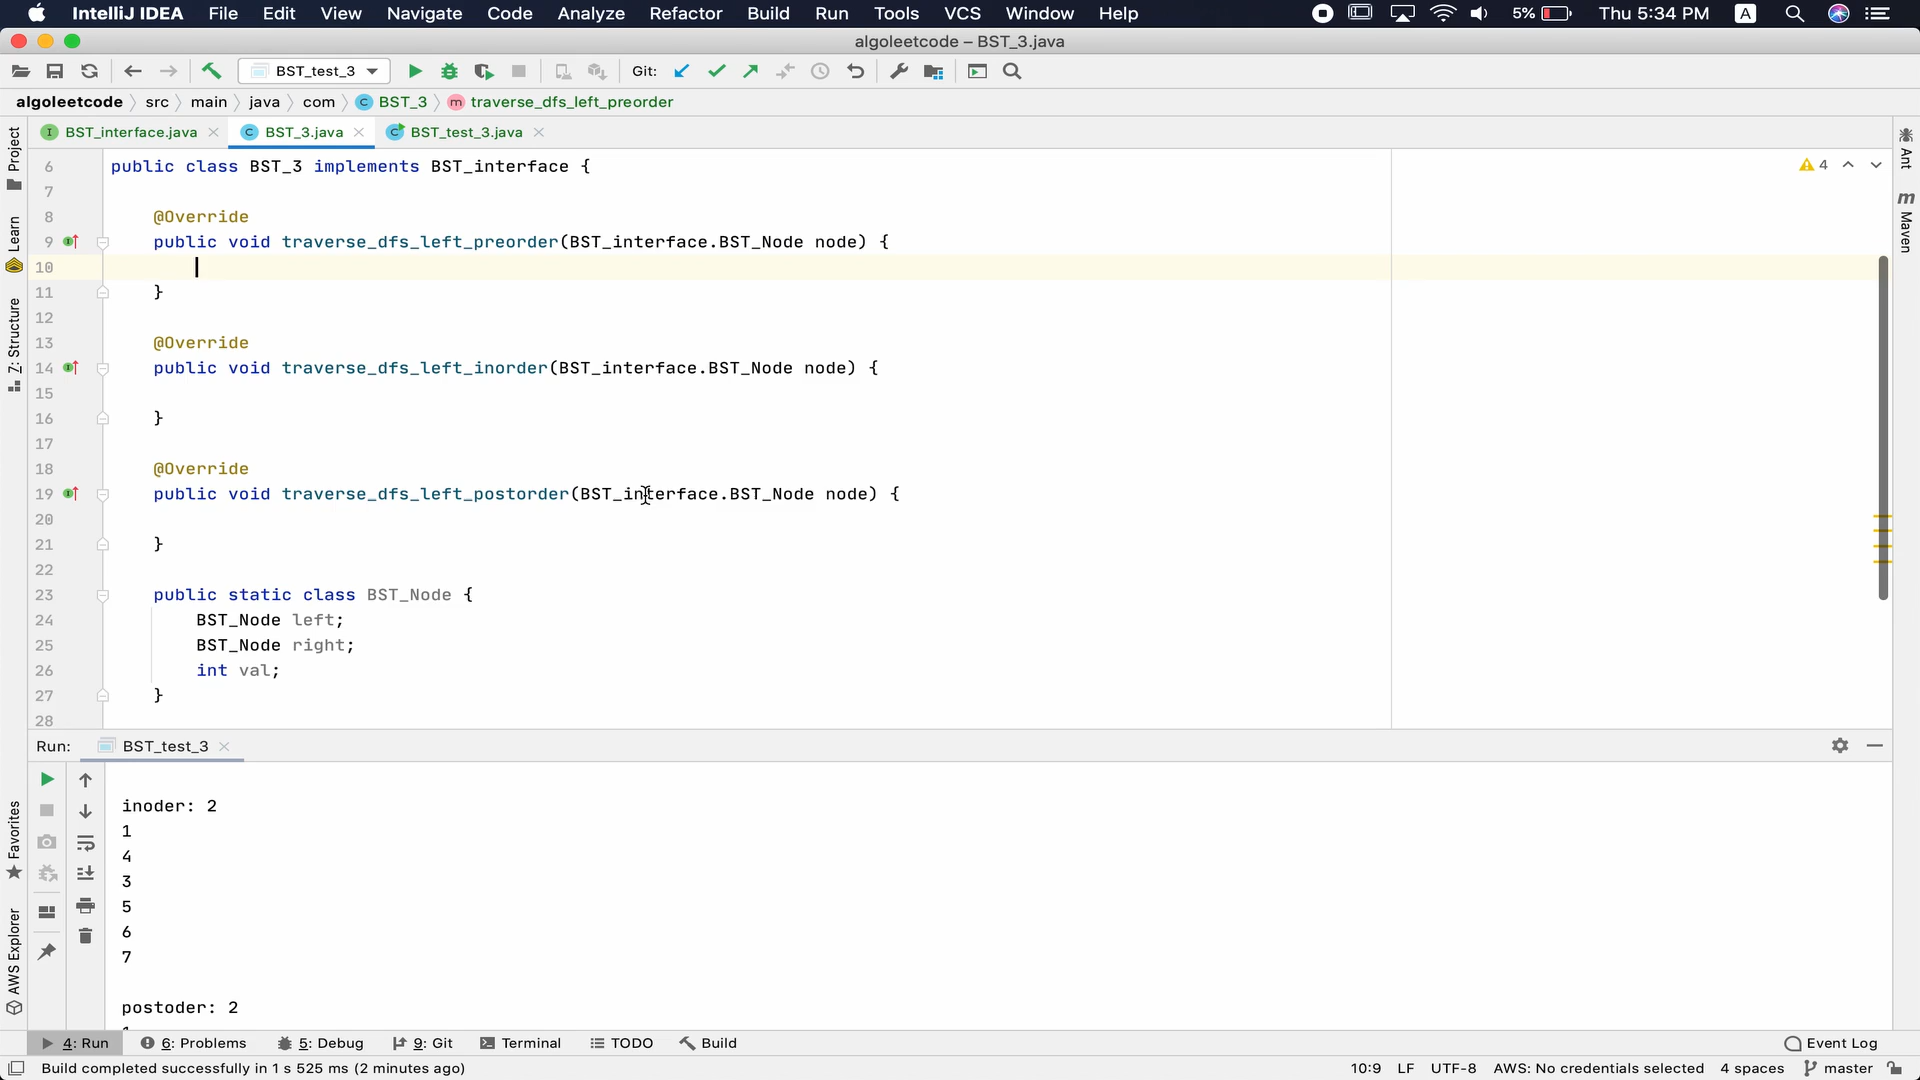 IntelliJ IDEA File Edit View Navigate Code Analyze Refactor Build Run Tools VCS Window Help 5% Thu 5:34 PM A
algoleetcode – BST_3.java
BST_test_3 Git:
algoleetcode src main java com C BST_3 m traverse_dfs_left_preorder
I BST_interface.java C BST_3.java C BST_test_3.java
6 public class BST_3 implements BST_interface {
4
7
8 @Override
9 public void traverse_dfs_left_preorder(BST_interface.BST_Node node) {
10
11 }
12
13 @Override
14 public void traverse_dfs_left_inorder(BST_interface.BST_Node node) {
15
16 }
17
18 @Override
19 public void traverse_dfs_left_postorder(BST_interface.BST_Node node) {
20
21 }
22
23 public static class BST_Node {
24 BST_Node left;
25 BST_Node right;
26 int val;
27 }
28
Project
Learn
Z: Structure
Favorites
AWS Explorer
Ant
m Maven
Run: BST_test_3
inoder: 2
1
4
3
5
6
7
postoder: 2
4: Run 6: Problems 5: Debug 9: Git Terminal TODO Build Event Log
Build completed successfully in 1 s 525 ms (2 minutes ago) 10:9 LF UTF-8 AWS: No credentials selected 4 spaces master